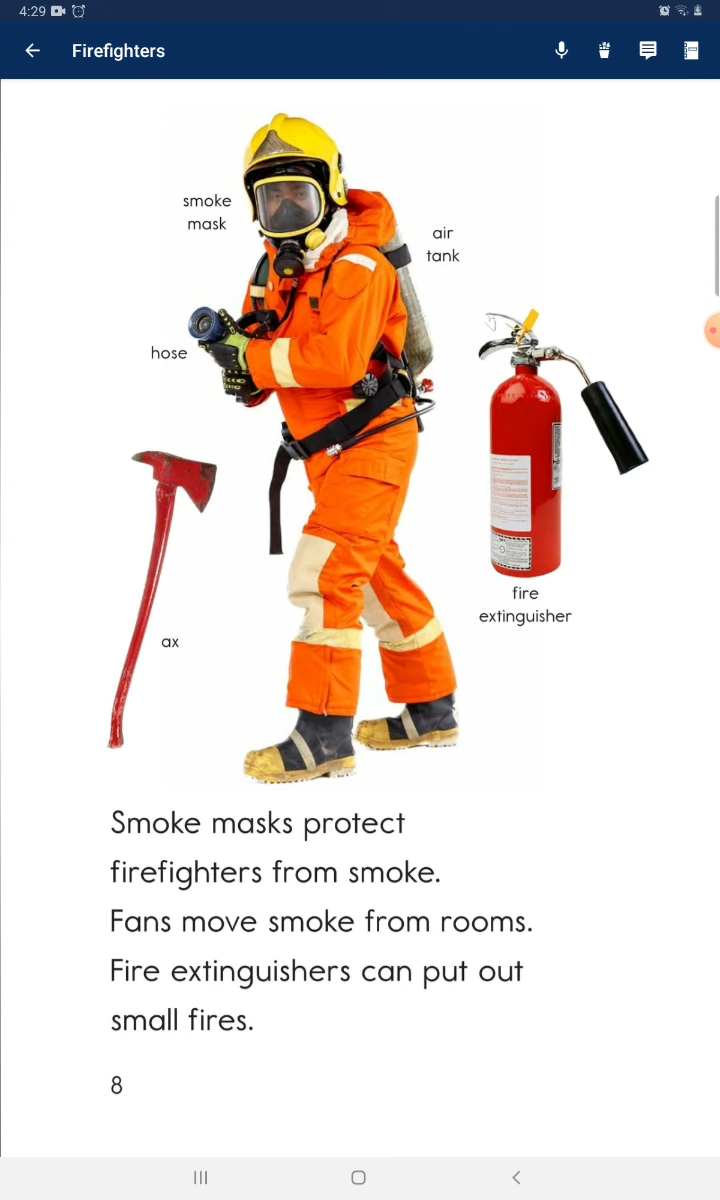 4:29
Firefighters
smoke
mask
air
tank
hose
fire
extinguisher
ax
Smoke masks protect
firefighters from smoke.
Fans move smoke from rooms.
Fire extinguishers can put out
small fires.
8